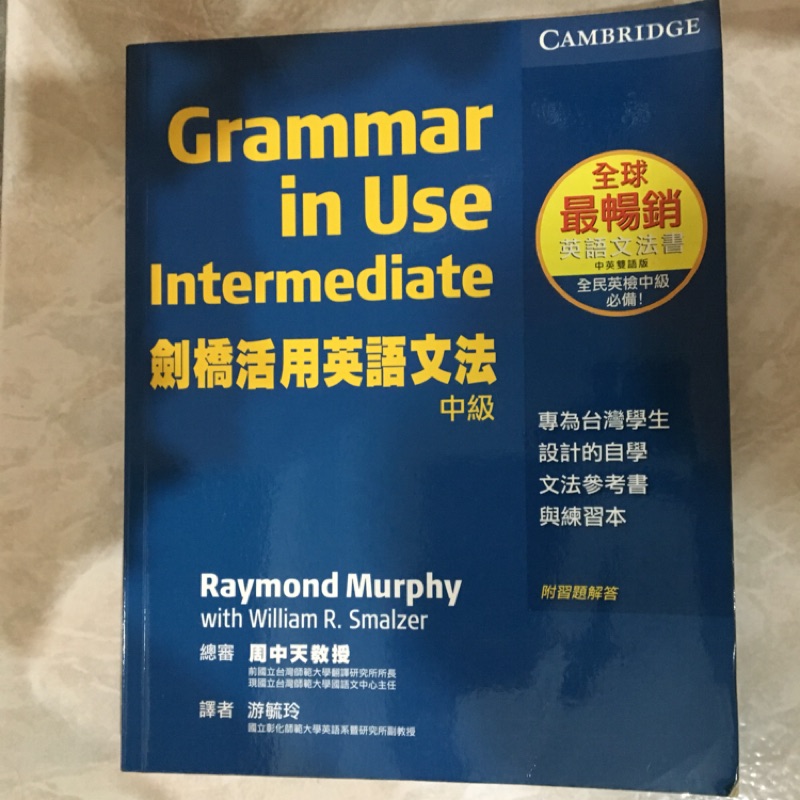 CAMBRIDGE
Grammar
in Use
Intermediate
劍橋活用英語文法
中級
全球
最暢銷
英語文法書
中英雙語版
全民英檢中級
必備!
專為台灣學生
設計的自學
文法參考書
與練習本
附習題解答
Raymond Murphy
with William R. Smalzer
總審 周中天教授
前國立台灣師範大學翻譯研究所所長
現國立台灣師範大學國語文中心主任
譯者 游毓玲
國立彰化師範大學英語系暨研究所副教授